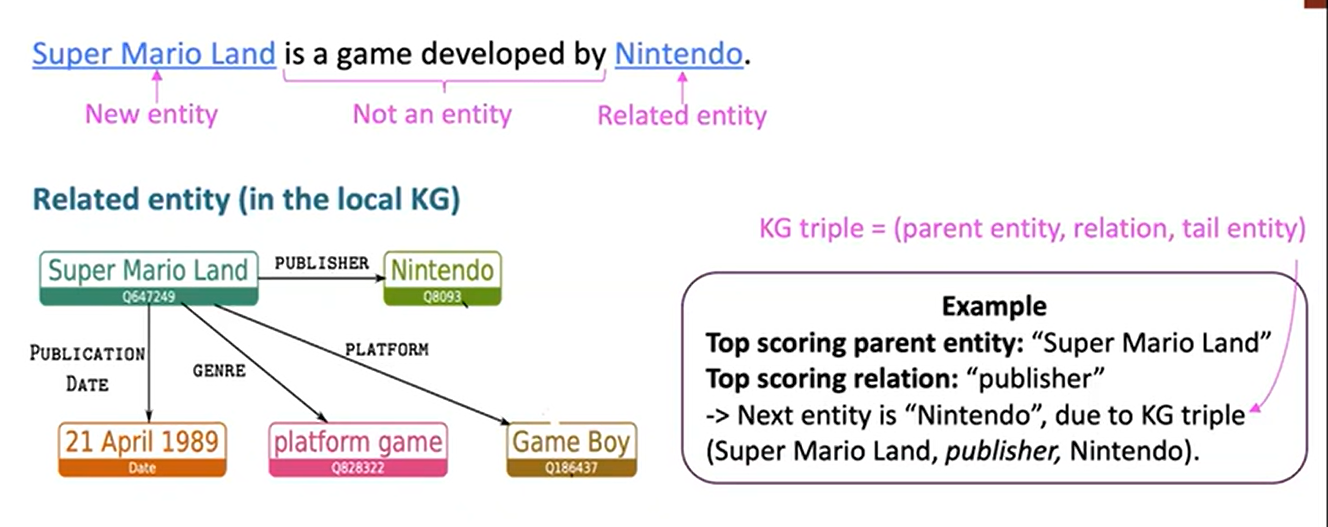 Super Mario Land is a game developed by Nintendo.
New entity Not an entity Related entity
Related entity (in the local KG)
KG triple = (parent entity, relation, tail entity)
Super Mario Land
Q647249
PUBLISHER
Nintendo
Q8093
PUBLICATION
DATE
GENRE
PLATFORM
21 April 1989
Date
platform game
Q828322
Game Boy
Q186437
Example
Top scoring parent entity: “Super Mario Land”
Top scoring relation: “publisher”
-> Next entity is “Nintendo”, due to KG triple
(Super Mario Land, publisher, Nintendo).